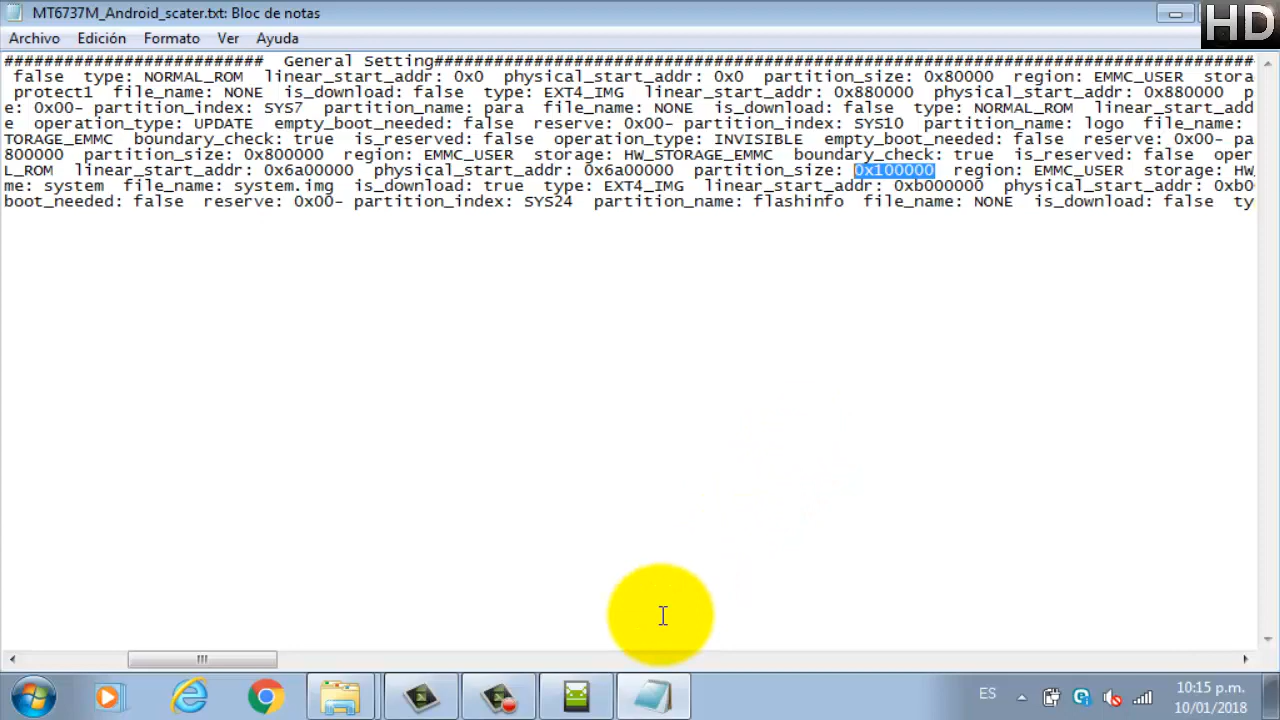 MT6737M_Android_scater.txt: Bloc de notas
HD
Archivo Edición Formato Ver Ayuda
########################## General Setting##################################################################################
false type: NORMAL_ROM linear_start_addr: 0x0 physical_start_addr: 0x0 partition_size: 0x80000 region: EMMC_USER stora
protect1 file_name: NONE is_download: false type: EXT4_IMG linear_start_addr: 0x880000 physical_start_addr: 0x880000 p
e: 0x00- partition_index: SYS7 partition_name: para file_name: NONE is_download: false type: NORMAL_ROM linear_start_add
e operation_type: UPDATE empty_boot_needed: false reserve: 0x00- partition_index: SYS10 partition_name: logo file_name:
TORAGE_EMMC boundary_check: true is_reserved: false operation_type: INVISIBLE empty_boot_needed: false reserve: 0x00- pa
800000 partition_size: 0x800000 region: EMMC_USER storage: HW_STORAGE_EMMC boundary_check: true is_reserved: false oper
L_ROM linear_start_addr: 0x6a00000 physical_start_addr: 0x6a00000 partition_size: 0x100000 region: EMMC_USER storage: HW_
me: system file_name: system.img is_download: true type: EXT4_IMG linear_start_addr: 0xb000000 physical_start_addr: 0xb0
boot_needed: false reserve: 0x00- partition_index: SYS24 partition_name: flashinfo file_name: NONE is_download: false ty
ES
10:15 p.m.
10/01/2018